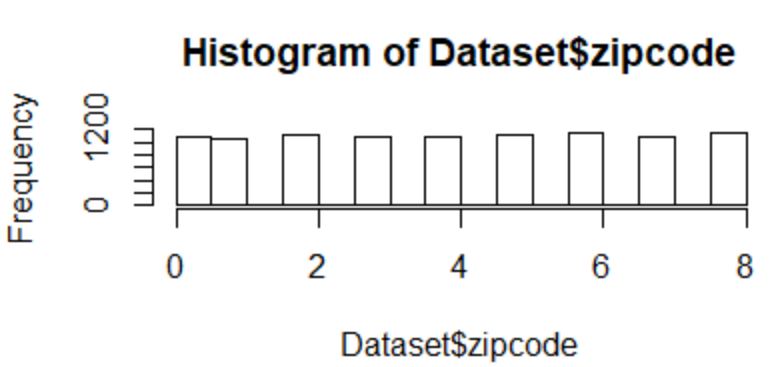 Histogram of Dataset$zipcode
Frequency
1200
0
0 2 4 6 8
Dataset$zipcode